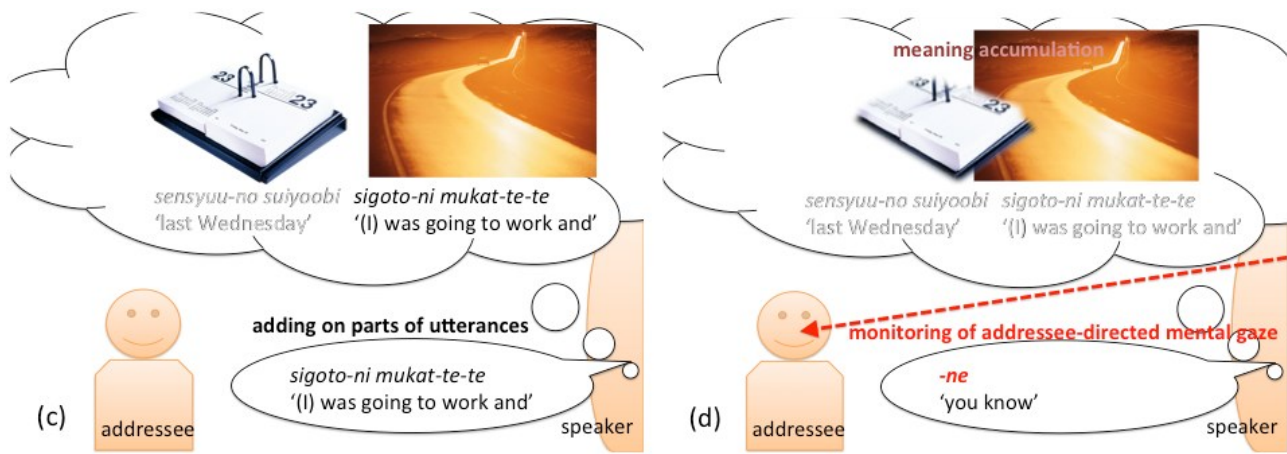 23
23
sensyuu-no suiyoobi
'last Wednesday'
sigoto-ni mukat-te-te
'(I) was going to work and'
adding on parts of utterances
sigoto-ni mukat-te-te
'(I) was going to work and'
(c)
addressee
speaker
meaning accumulation
23
sensyuu-no suiyoobi
'last Wednesday'
sigoto-ni mukat-te-te
'(I) was going to work and'
monitoring of addressee-directed mental gaze
-ne
'you know'
(d)
addressee
speaker